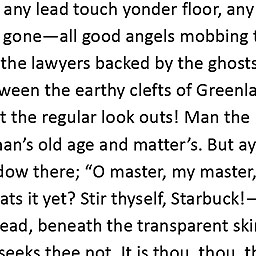 any lead touch yonder floor, any
gone—all good angels mobbing
the lawyers backed by the ghosts
ween the earthy clefts of Greenla
t the regular look outs! Man the
an's old age and matter's. But ay
dow there; “O master, my master,
ats it yet? Stir thyself, Starbuck!—
ead, beneath the transparent ski
seeks thee not. It is thou, thou, th